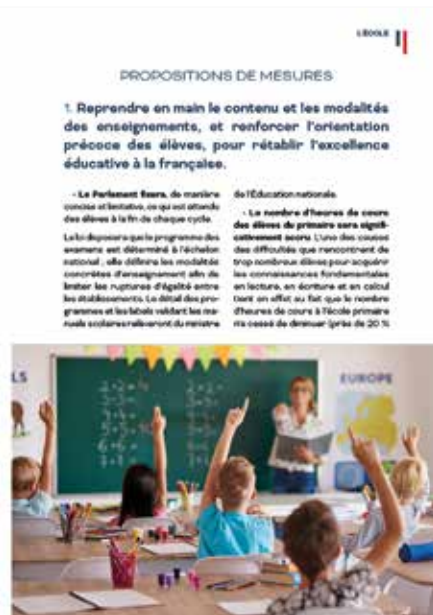 L'ÉCOLE
PROPOSITIONS DE MESURES
1. Reprendre en main le contenu et les modalités
des enseignements, et renforcer l'orientation
précoce des élèves, pour rétablir l'excellence
éducative à la française.
- Le Parlement fixera, de manière
concise et limitative, ce qui est attendu
des élèves à la fin de chaque cycle.
La loi disposera que le programme des
examens est déterminé à l'échelon
national ; elle définira les modalités
concrètes d'enseignement afin de
limiter les ruptures d'égalité entre
les établissements. Le détail des pro-
grammes et les labels validant les ma-
nuels scolaires relèveront du ministre
de l'Éducation nationale.
- Le nombre d'heures de cours
des élèves du primaire sera signifi-
cativement accru. L'une des causes
des difficultés que rencontrent de
trop nombreux élèves pour acquérir
les connaissances fondamentales
en lecture, en écriture et en calcul
tient en effet au fait que le nombre
d'heures de cours à l'école primaire
n'a cessé de diminuer (près de 20 %
LS
EUROPE